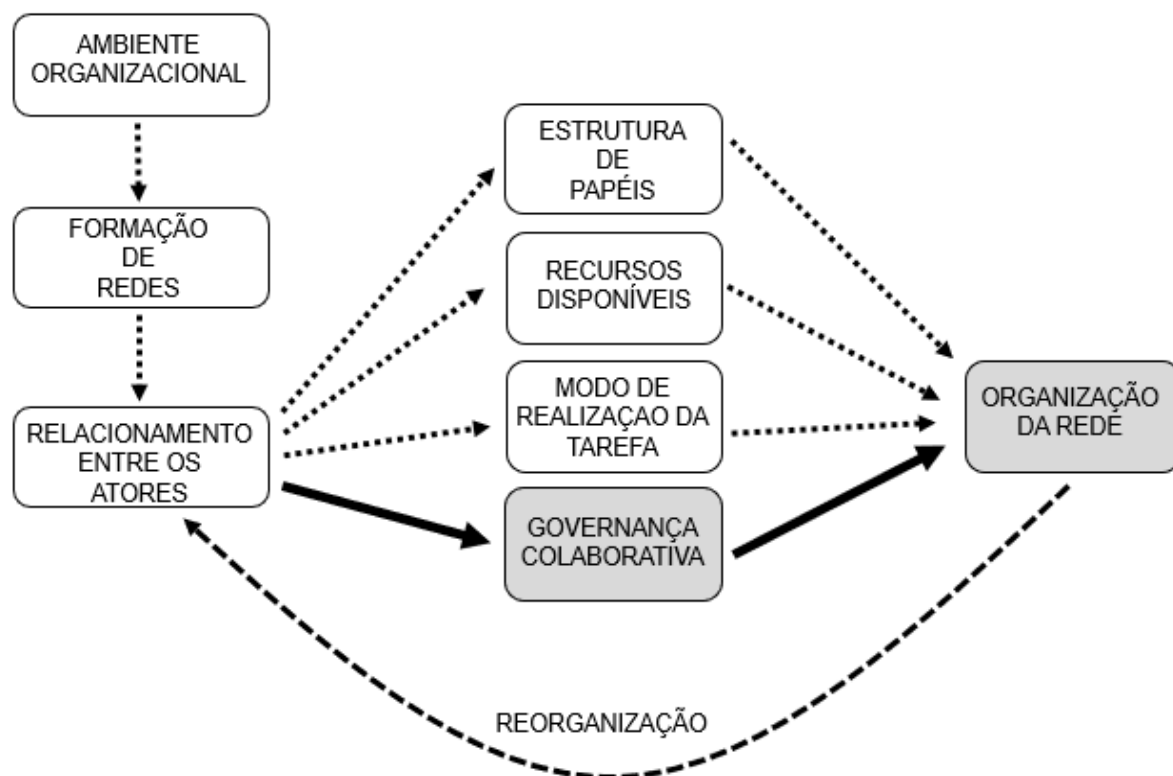 AMBIENTE
ORGANIZACIONAL
FORMAÇÃO
DE
REDES
RELACIONAMENTO
ENTRE OS
ATORES
ESTRUTURA
DE
PAPÉIS
RECURSOS
DISPONÍVEIS
MODO DE
REALIZAÇAO DA
TAREFA
GOVERNANÇA
COLABORATIVA
ORGANIZAÇÃO
DA REDE
REORGANIZAÇÃO